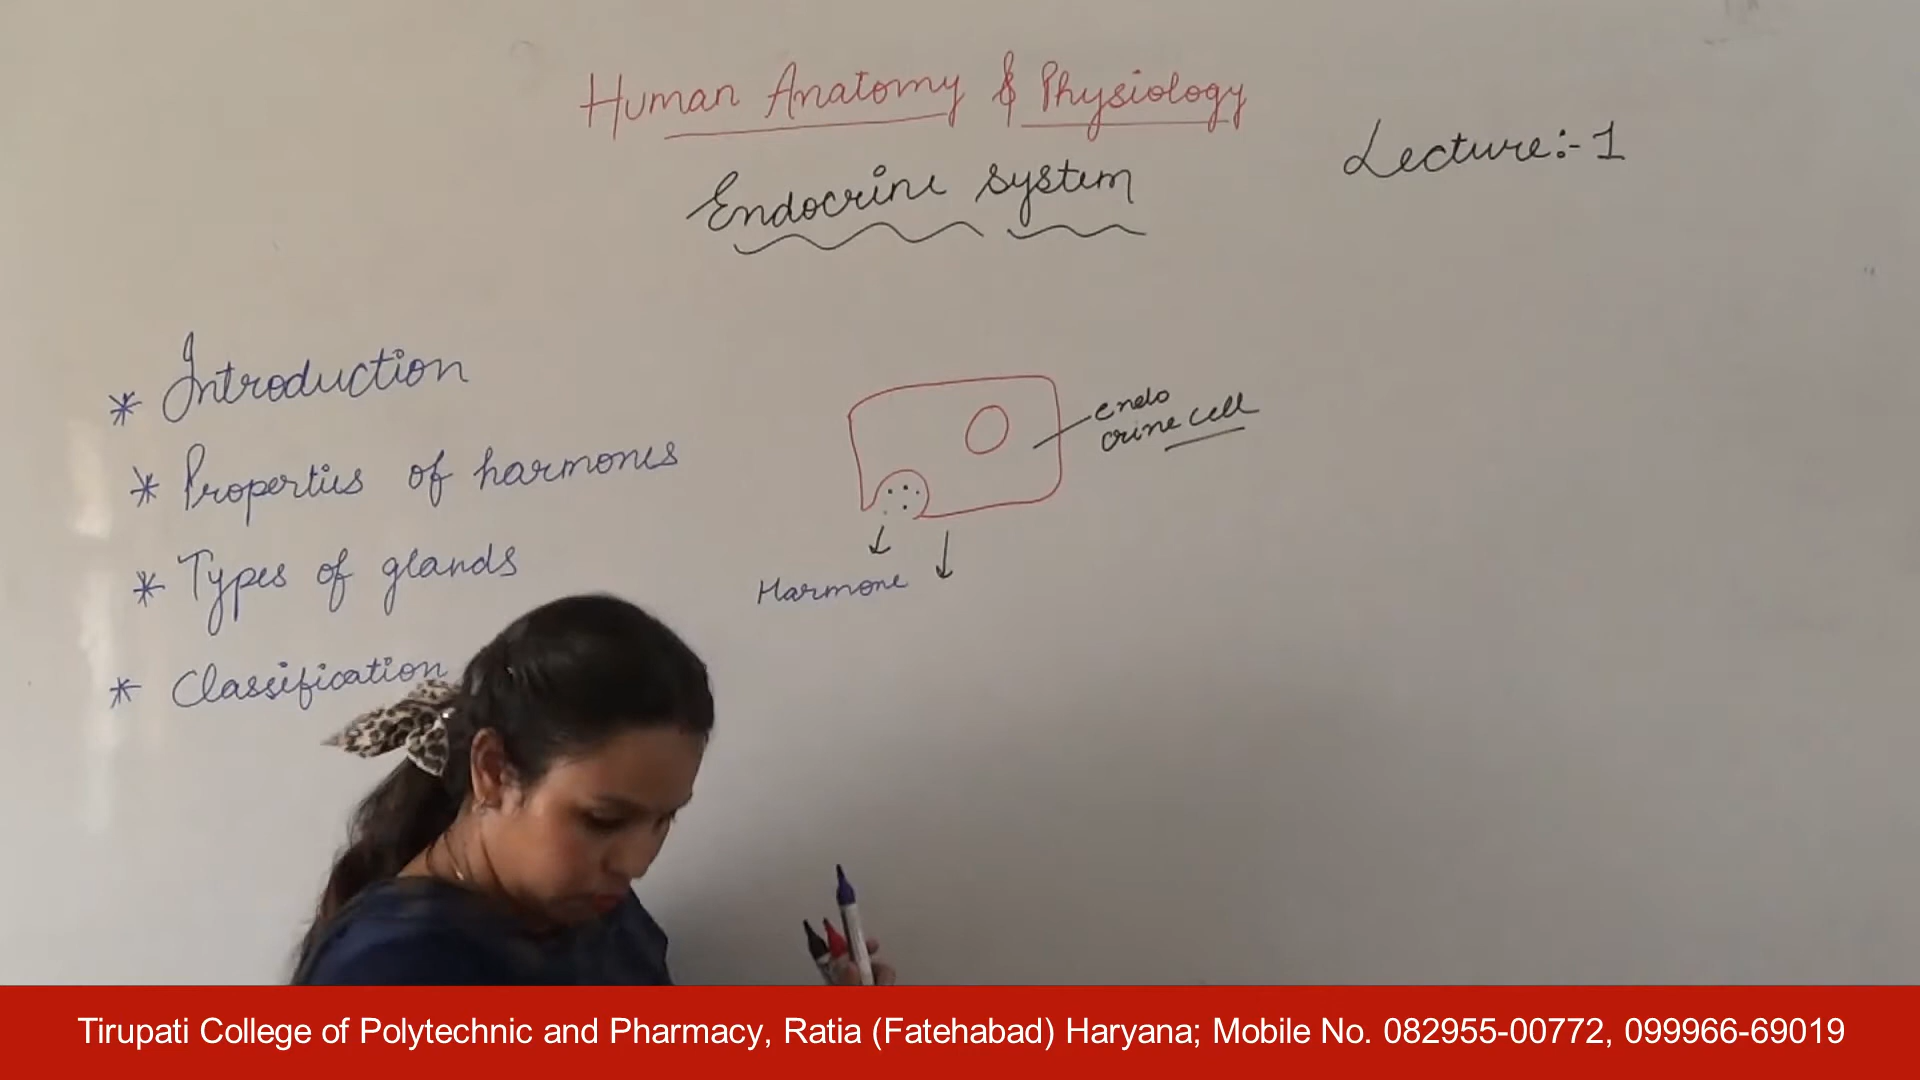 Human Anatomy & Physiology
Lecture:- 1
Endocrine system
* Introduction
* Properties of harmones
* Types of glands
* Classification
endo
crine cell
Harmone
Tirupati College of Polytechnic and Pharmacy, Ratia (Fatehabad) Haryana; Mobile No. 082955-00772, 099966-69019